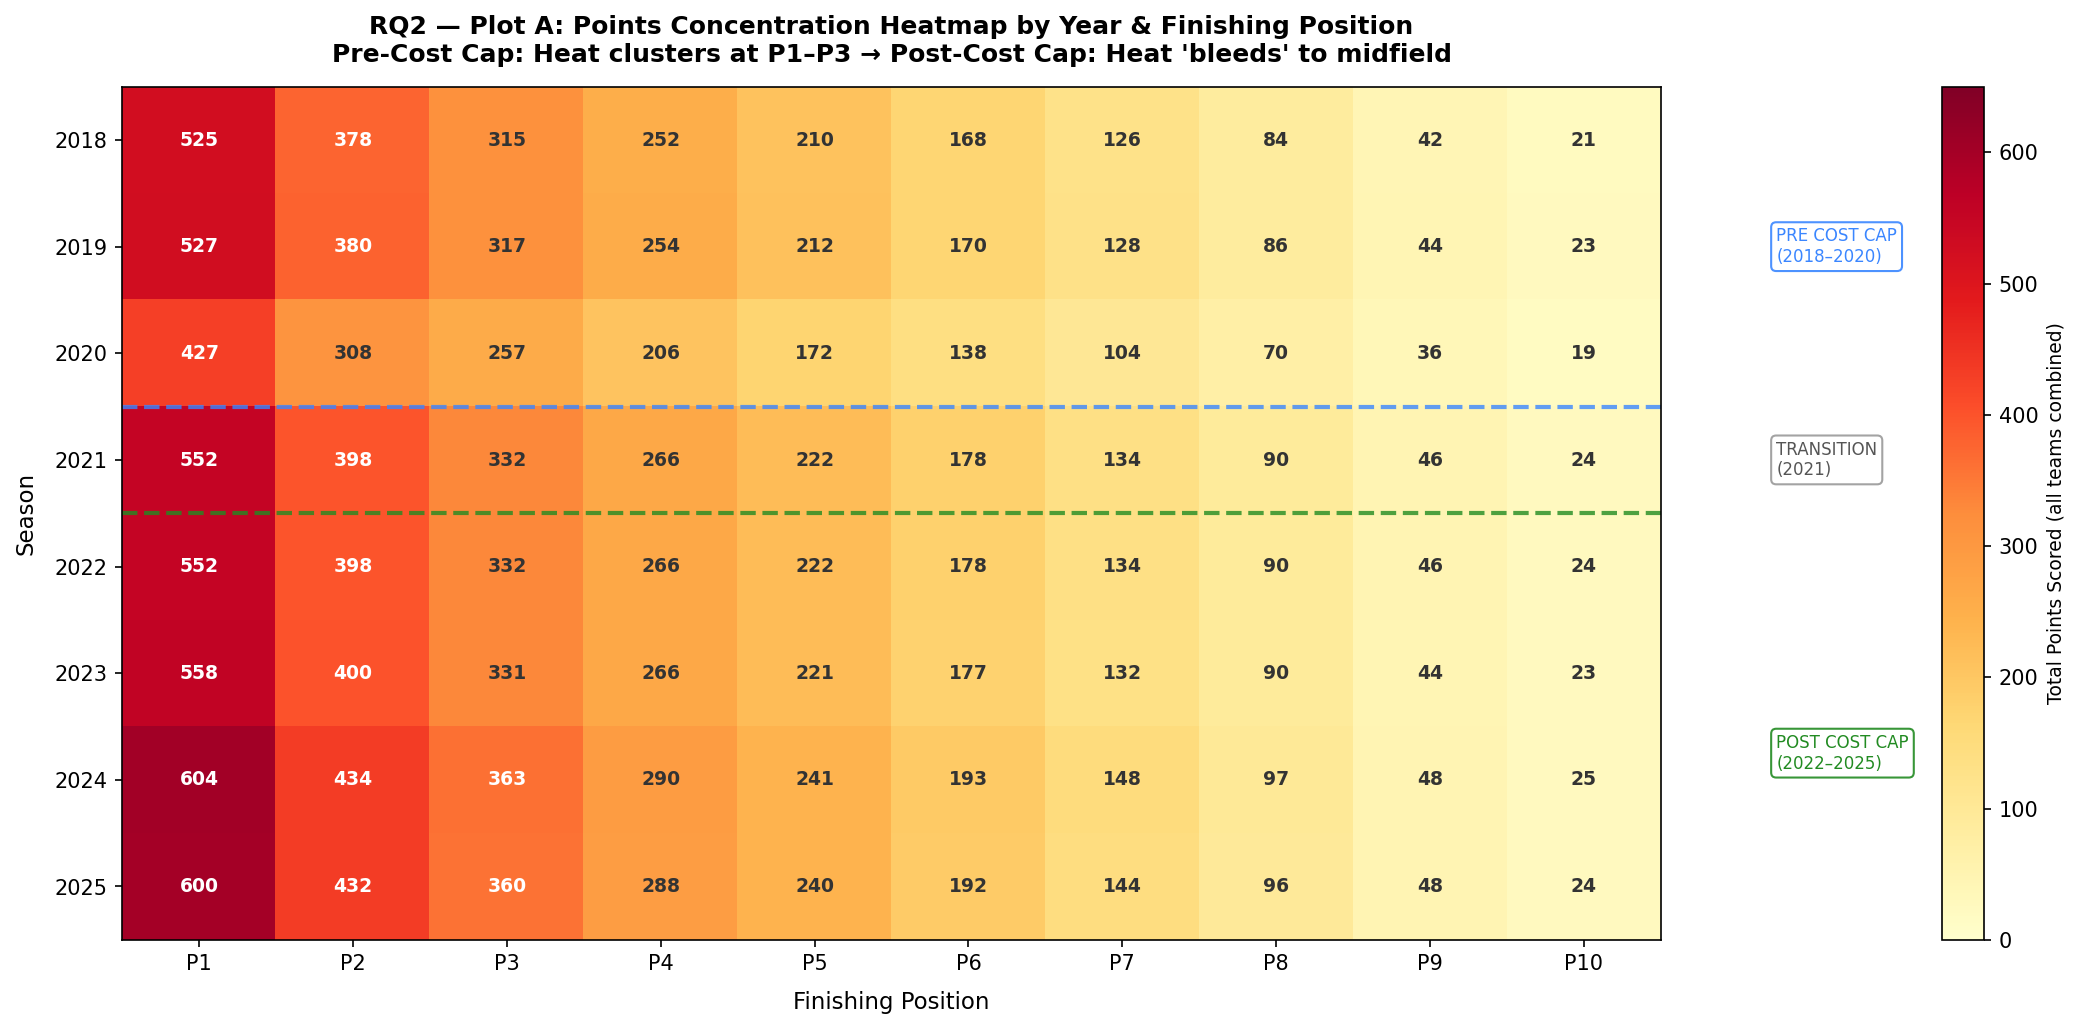 RQ2 — Plot A: Points Concentration Heatmap by Year & Finishing Position
Pre-Cost Cap: Heat clusters at P1–P3 → Post-Cost Cap: Heat 'bleeds' to midfield
2018 525 378 315 252 210 168 126 84 42 21
2019 527 380 317 254 212 170 128 86 44 23
2020 427 308 257 206 172 138 104 70 36 19
2021 552 398 332 266 222 178 134 90 46 24
2022 552 398 332 266 222 178 134 90 46 24
2023 558 400 331 266 221 177 132 90 44 23
2024 604 434 363 290 241 193 148 97 48 25
2025 600 432 360 288 240 192 144 96 48 24
P1 P2 P3 P4 P5 P6 P7 P8 P9 P10
Finishing Position
Season
PRE COST CAP
(2018–2020)
TRANSITION
(2021)
POST COST CAP
(2022–2025)
600
500
400
300
200
100
0
Total Points Scored (all teams combined)